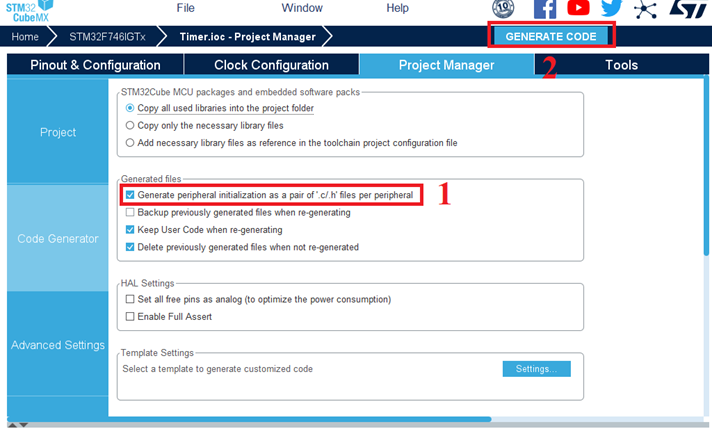 STM32
CubeMX
File
Window
Help
10
Home
STM32F746IGTx
Timer.ioc - Project Manager
GENERATE CODE
2
Pinout & Configuration
Clock Configuration
Project Manager
Tools
Project
Code Generator
Advanced Settings
STM32Cube MCU packages and embedded software packs
Copy all used libraries into the project folder
Copy only the necessary library files
Add necessary library files as reference in the toolchain project configuration file
Generated files
Generate peripheral initialization as a pair of '.c/.h' files per peripheral
1
Backup previously generated files when re-generating
Keep User Code when re-generating
Delete previously generated files when not re-generated
HAL Settings
Set all free pins as analog (to optimize the power consumption)
Enable Full Assert
Template Settings
Select a template to generate customized code
Settings...